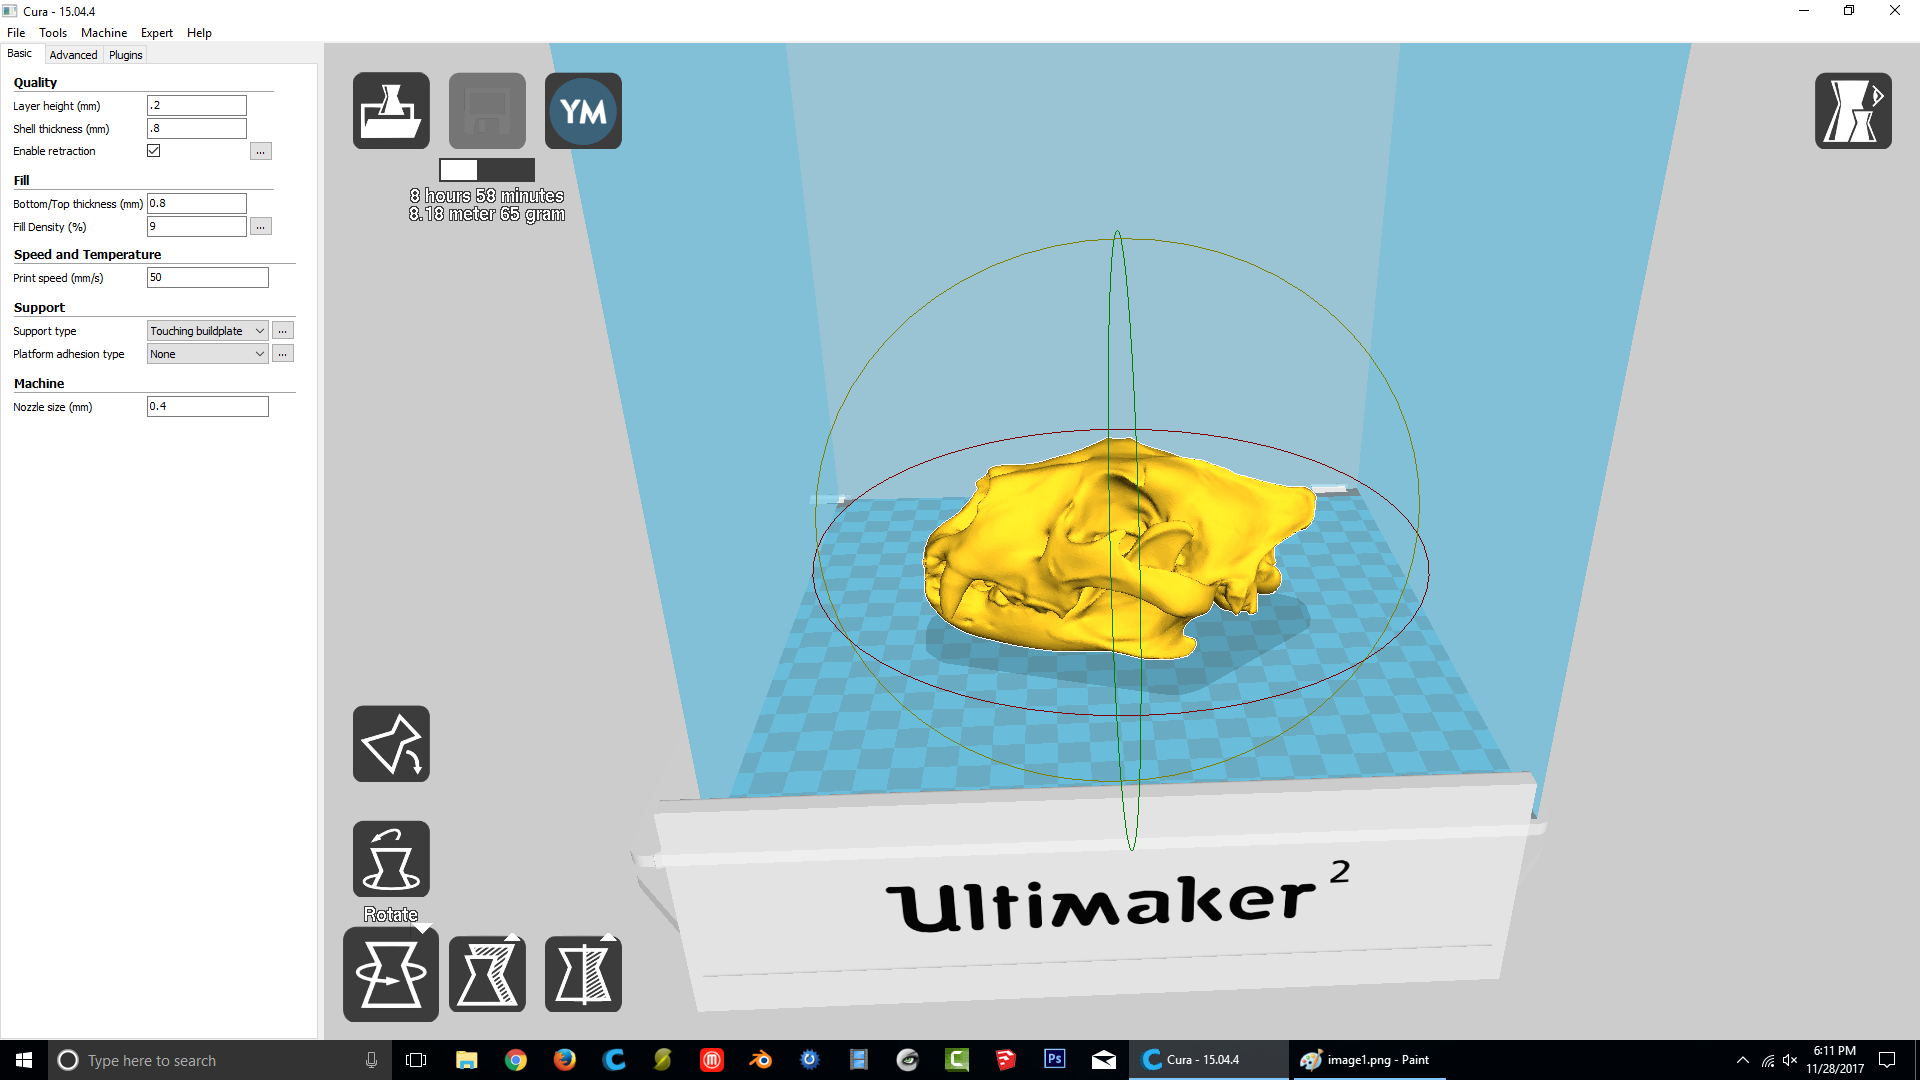 Cura - 15.04.4
File Tools Machine Expert Help
Basic Advanced Plugins
Quality
Layer height (mm) .2
Shell thickness (mm) .8
Enable retraction ...
Fill
Bottom/Top thickness (mm) 0.8
Fill Density (%) 9 ...
Speed and Temperature
Print speed (mm/s) 50
Support
Support type Touching buildplate ...
Platform adhesion type None ...
Machine
Nozzle size (mm) 0.4
YM
8 hours 58 minutes
8.18 meter 65 gram
Rotate
Ultimaker 2
Type here to search
Ps
Cura - 15.04.4
image1.png - Paint
6:11 PM
11/28/2017